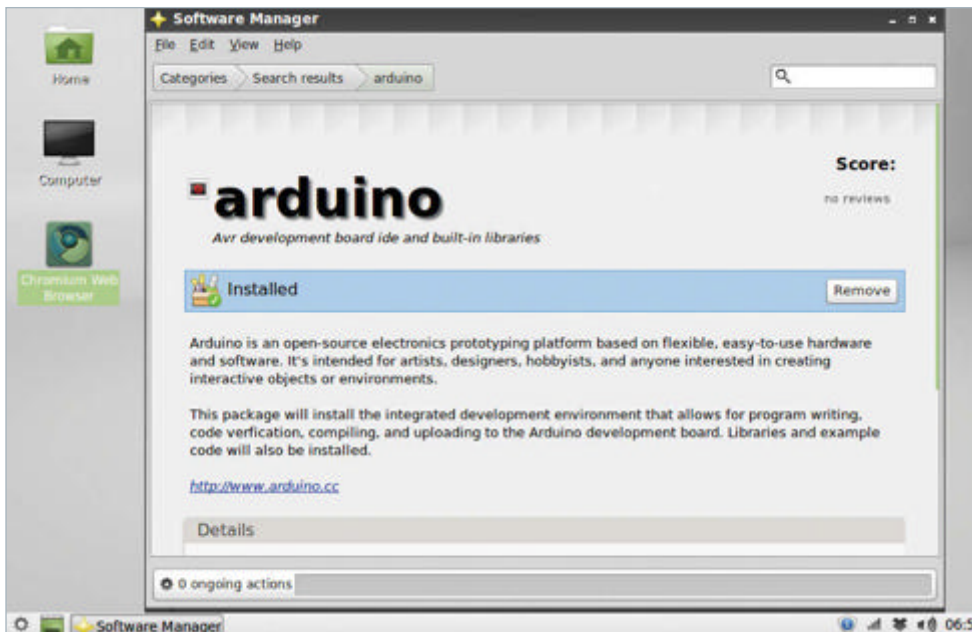 Software Manager
File Edit View Help
Home
Categories Search results arduino
Computer
Score:
no reviews
arduino
Avr development board ide and built-in libraries
Chromium Web
Browser
Installed
Remove
Arduino is an open-source electronics prototyping platform based on flexible, easy-to-use hardware
and software. It's intended for artists, designers, hobbyists, and anyone interested in creating
interactive objects or environments.
This package will install the integrated development environment that allows for program writing,
code verfication, compiling, and uploading to the Arduino development board. Libraries and example
code will also be installed.
http://www.arduino.cc
Details
0 ongoing actions
Software Manager